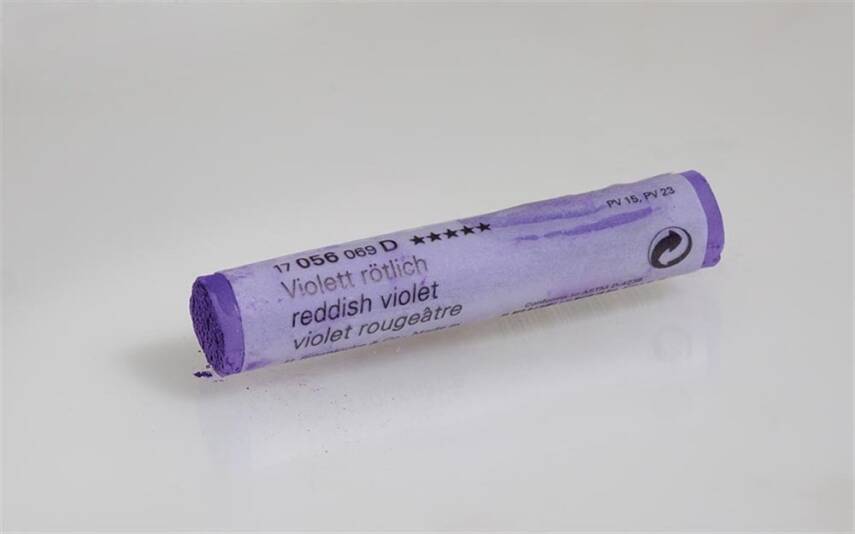 17 056 069 D ★★★★★
PV 15, PV 23
Violett rötlich
reddish violet
violet rougeâtre